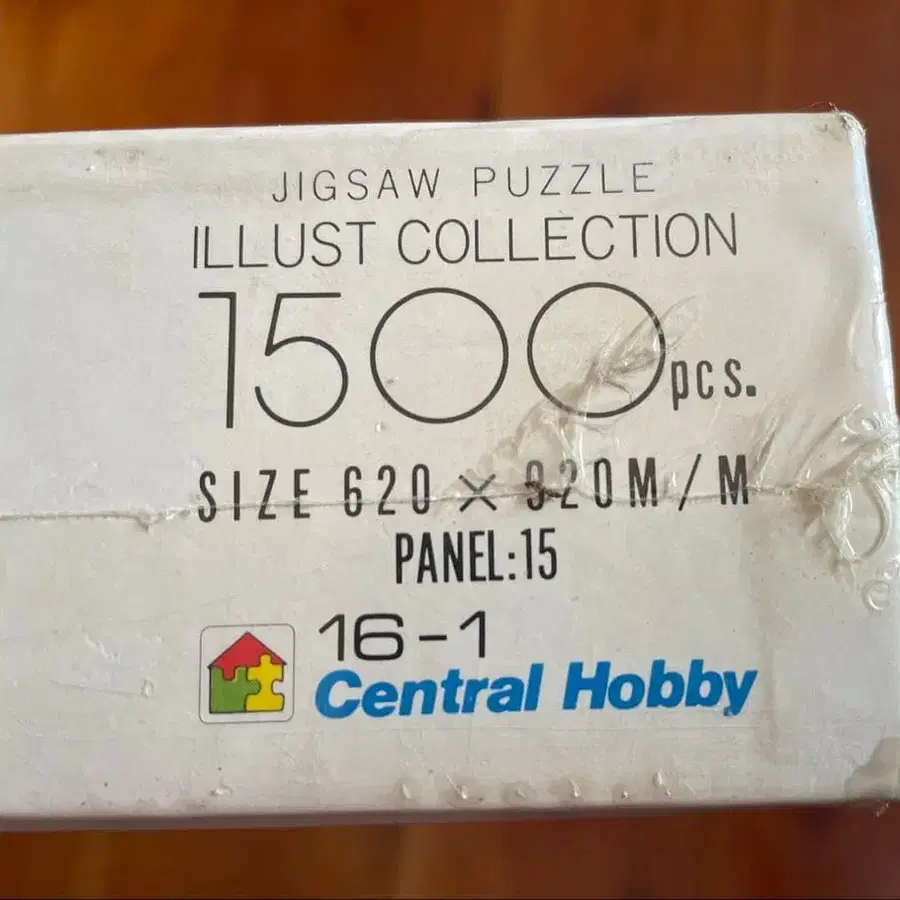 JIGSAW PUZZLE
ILLUST COLLECTION
1500pcs.
SIZE 620 × 920M/M
PANEL:15
16-1
Central Hobby